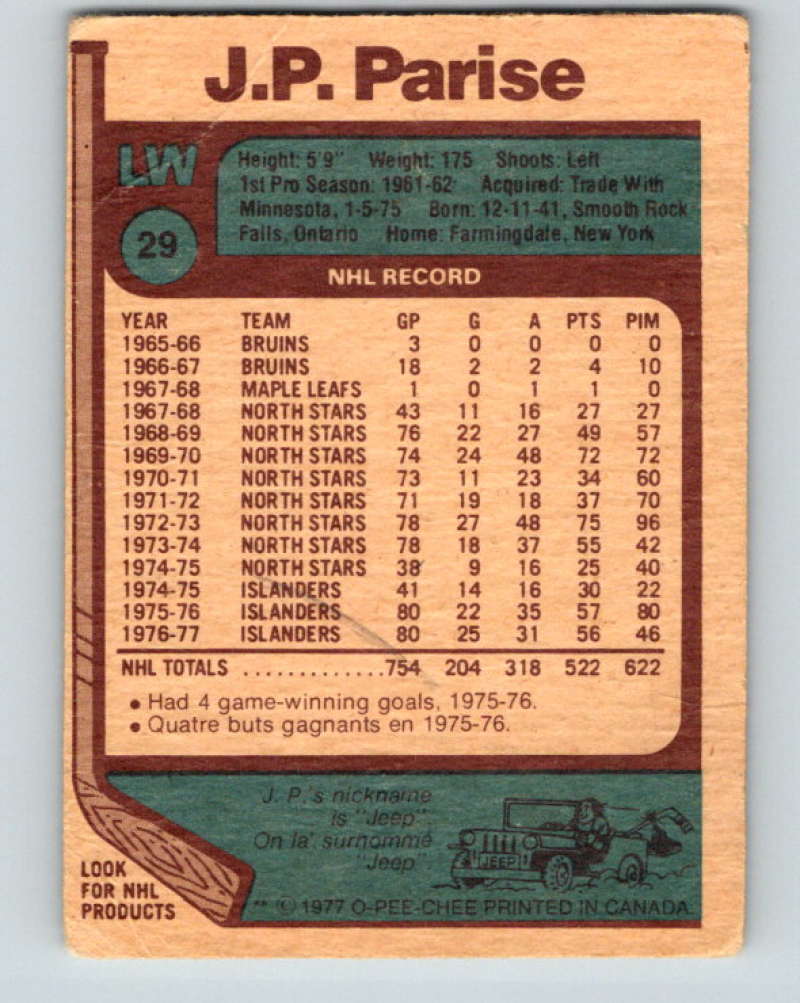 J.P. Parise
LW
29
Height: 5'9" Weight: 175 Shoots: Left
1st Pro Season: 1961-62 Acquired: Trade With
Minnesota, 1-5-75 Born: 12-11-41, Smooth Rock
Falls, Ontario Home: Farmingdale, New York
NHL RECORD
YEAR TEAM GP G A PTS PIM
1965-66 BRUINS 3 0 0 0 0
1966-67 BRUINS 18 2 2 4 10
1967-68 MAPLE LEAFS 1 0 1 1 0
1967-68 NORTH STARS 43 11 16 27 27
1968-69 NORTH STARS 76 22 27 49 57
1969-70 NORTH STARS 74 24 48 72 72
1970-71 NORTH STARS 73 11 23 34 60
1971-72 NORTH STARS 71 19 18 37 70
1972-73 NORTH STARS 78 27 48 75 96
1973-74 NORTH STARS 78 18 37 55 42
1974-75 NORTH STARS 38 9 16 25 40
1974-75 ISLANDERS 41 14 16 30 22
1975-76 ISLANDERS 80 22 35 57 80
1976-77 ISLANDERS 80 25 31 56 46
NHL TOTALS .............754 204 318 522 622
• Had 4 game-winning goals, 1975-76.
• Quatre buts gagnants en 1975-76.
J. P.'s nickname
is "Jeep".
On la' surnommé
"Jeep"
JEEP
LOOK
FOR NHL
PRODUCTS
** © 1977 O-PEE-CHEE PRINTED IN CANADA